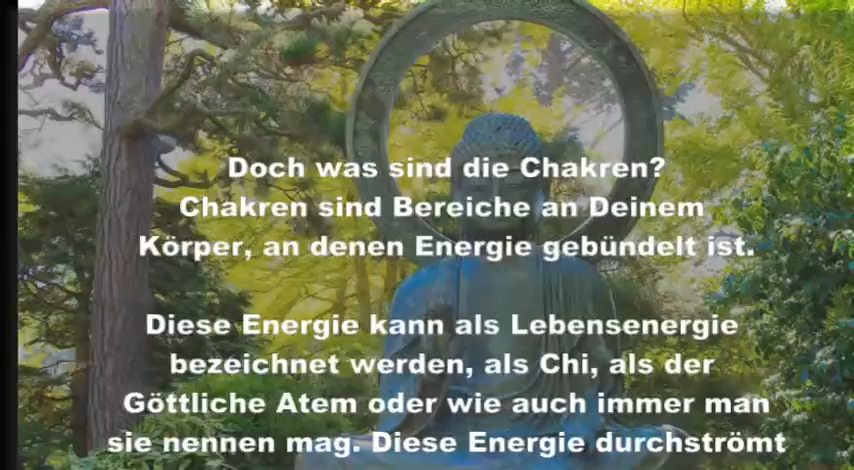 Doch was sind die Chakren?
Chakren sind Bereiche an Deinem
Körper, an denen Energie gebündelt ist.
Diese Energie kann als Lebensenergie
bezeichnet werden, als Chi, als der
Göttliche Atem oder wie auch immer man
sie nennen mag. Diese Energie durchströmt